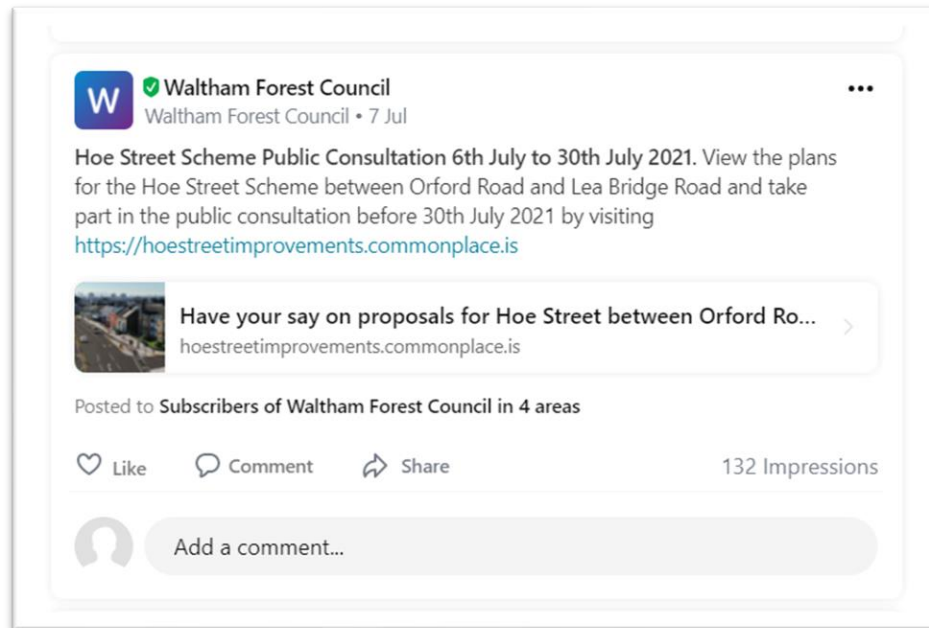 W
Waltham Forest Council
•••
Waltham Forest Council • 7 Jul
Hoe Street Scheme Public Consultation 6th July to 30th July 2021. View the plans
for the Hoe Street Scheme between Orford Road and Lea Bridge Road and take
part in the public consultation before 30th July 2021 by visiting
https://hoestreetimprovements.commonplace.is
Have your say on proposals for Hoe Street between Orford Ro...
hoestreetimprovements.commonplace.is
Posted to Subscribers of Waltham Forest Council in 4 areas
Like Comment Share 132 Impressions
Add a comment...